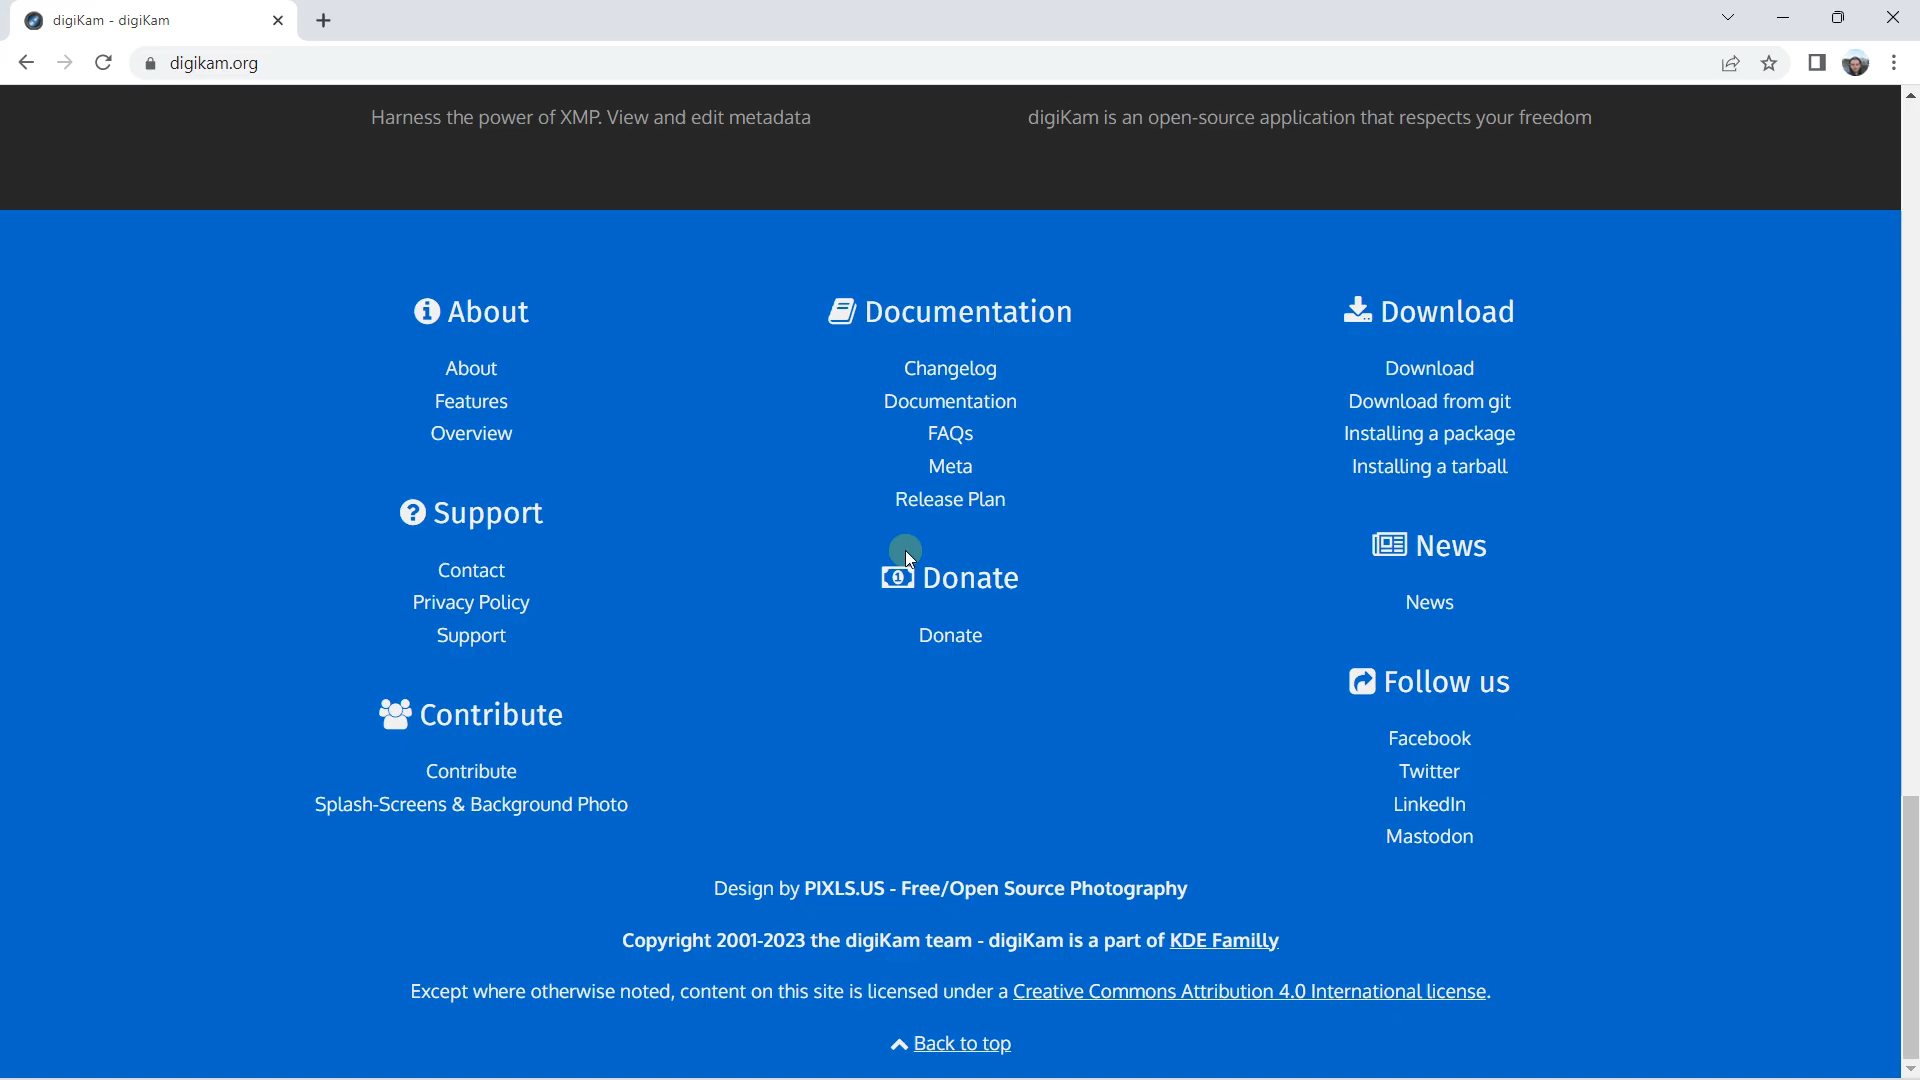 digiKam - digiKam
digikam.org
Harness the power of XMP. View and edit metadata
digiKam is an open-source application that respects your freedom
About
About
Features
Overview
Support
Contact
Privacy Policy
Support
Contribute
Contribute
Splash-Screens & Background Photo
Documentation
Changelog
Documentation
FAQs
Meta
Release Plan
Donate
Donate
Download
Download
Download from git
Installing a package
Installing a tarball
News
News
Follow us
Facebook
Twitter
LinkedIn
Mastodon
Design by PIXLS.US - Free/Open Source Photography
Copyright 2001-2023 the digiKam team - digiKam is a part of KDE Familly
Except where otherwise noted, content on this site is licensed under a Creative Commons Attribution 4.0 International license.
Back to top